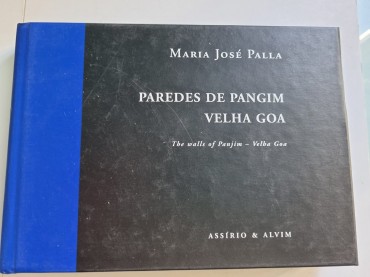 MARIA JOSÉ PALLA
PAREDES DE PANGIM
VELHA GOA
The walls of Panjim – Velha Goa
ASSÍRIO & ALVIM